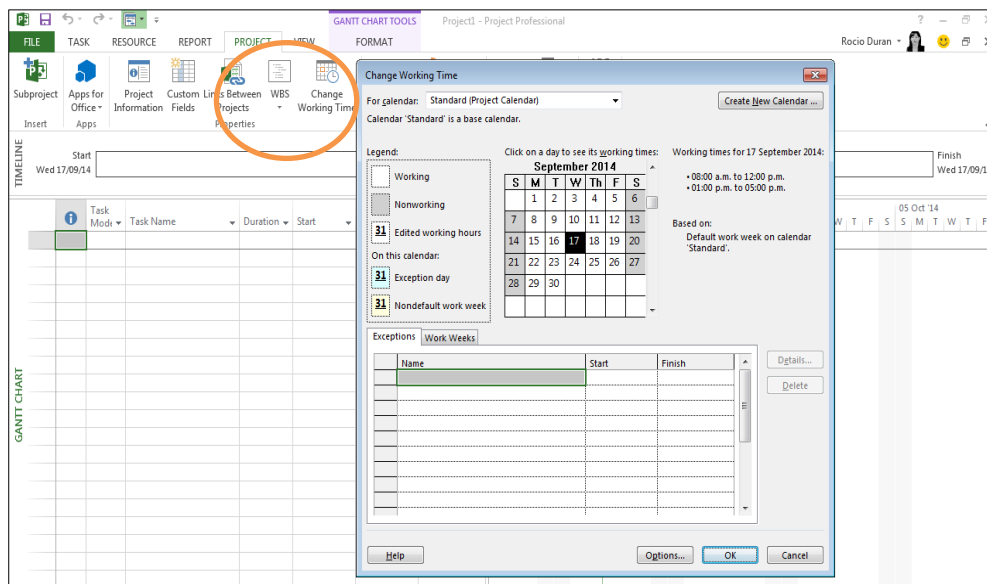 GANTT CHART TOOLS Project1 - Project Professional
FILE TASK RESOURCE REPORT PROJECT VIEW FORMAT Rocio Duran
Subproject Apps for Office Project Information Custom Fields Links Between Projects WBS Change Working Time
Insert Apps Properties
TIMELINE
Start
Wed 17/09/14
Finish
Wed 17/09/1
Task Mode Task Name Duration Start
05 Oct '14
W T F S S M T W T F
GANTT CHART
Change Working Time
For calendar: Standard (Project Calendar) Create New Calendar ...
Calendar 'Standard' is a base calendar.
Legend:
Working
Nonworking
31 Edited working hours
On this calendar:
31 Exception day
31 Nondefault work week
Click on a day to see its working times:
September 2014
S M T W Th F S
1 2 3 4 5 6
7 8 9 10 11 12 13
14 15 16 17 18 19 20
21 22 23 24 25 26 27
28 29 30
Working times for 17 September 2014:
• 08:00 a.m. to 12:00 p.m.
• 01:00 p.m. to 05:00 p.m.
Based on:
Default work week on calendar
'Standard'.
Exceptions Work Weeks
Name Start Finish
Details...
Delete
Help Options... OK Cancel